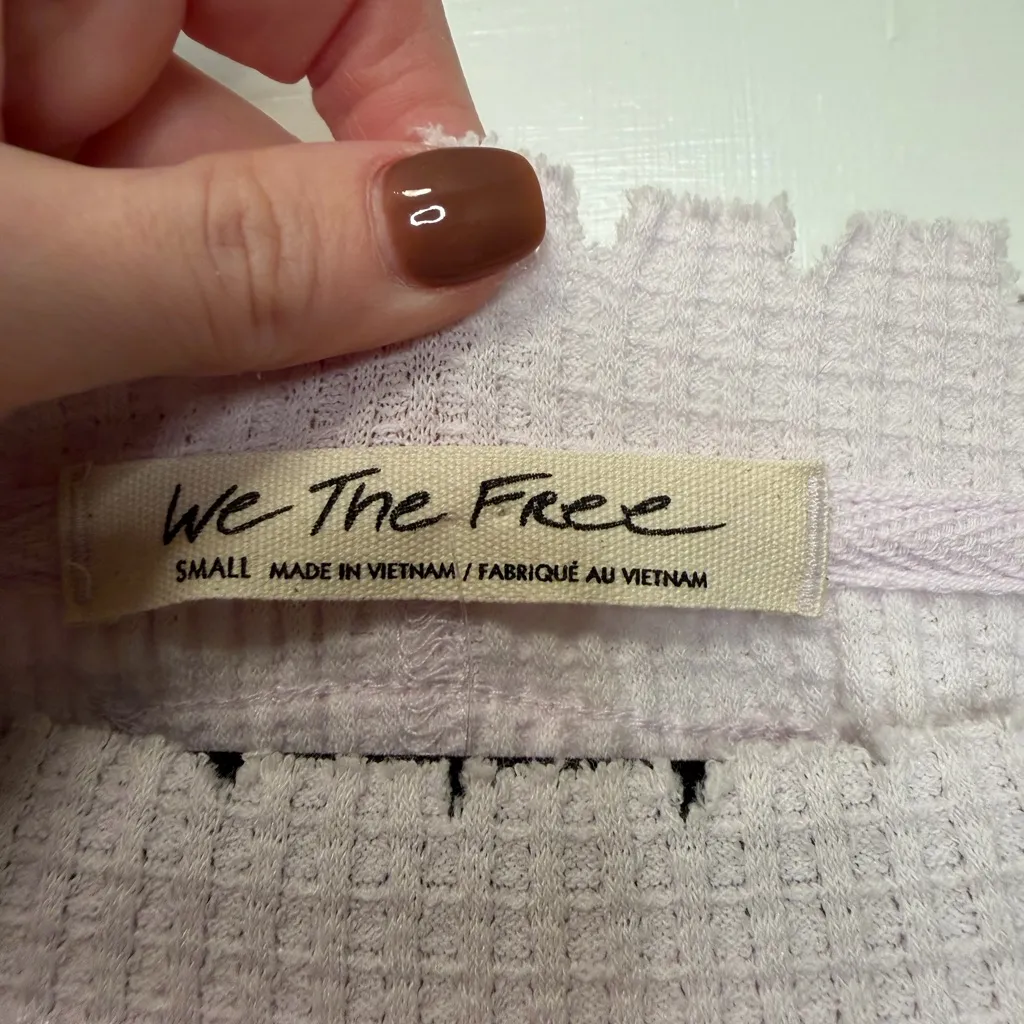 We The Free
SMALL MADE IN VIETNAM / FABRIQUÉ AU VIETNAM